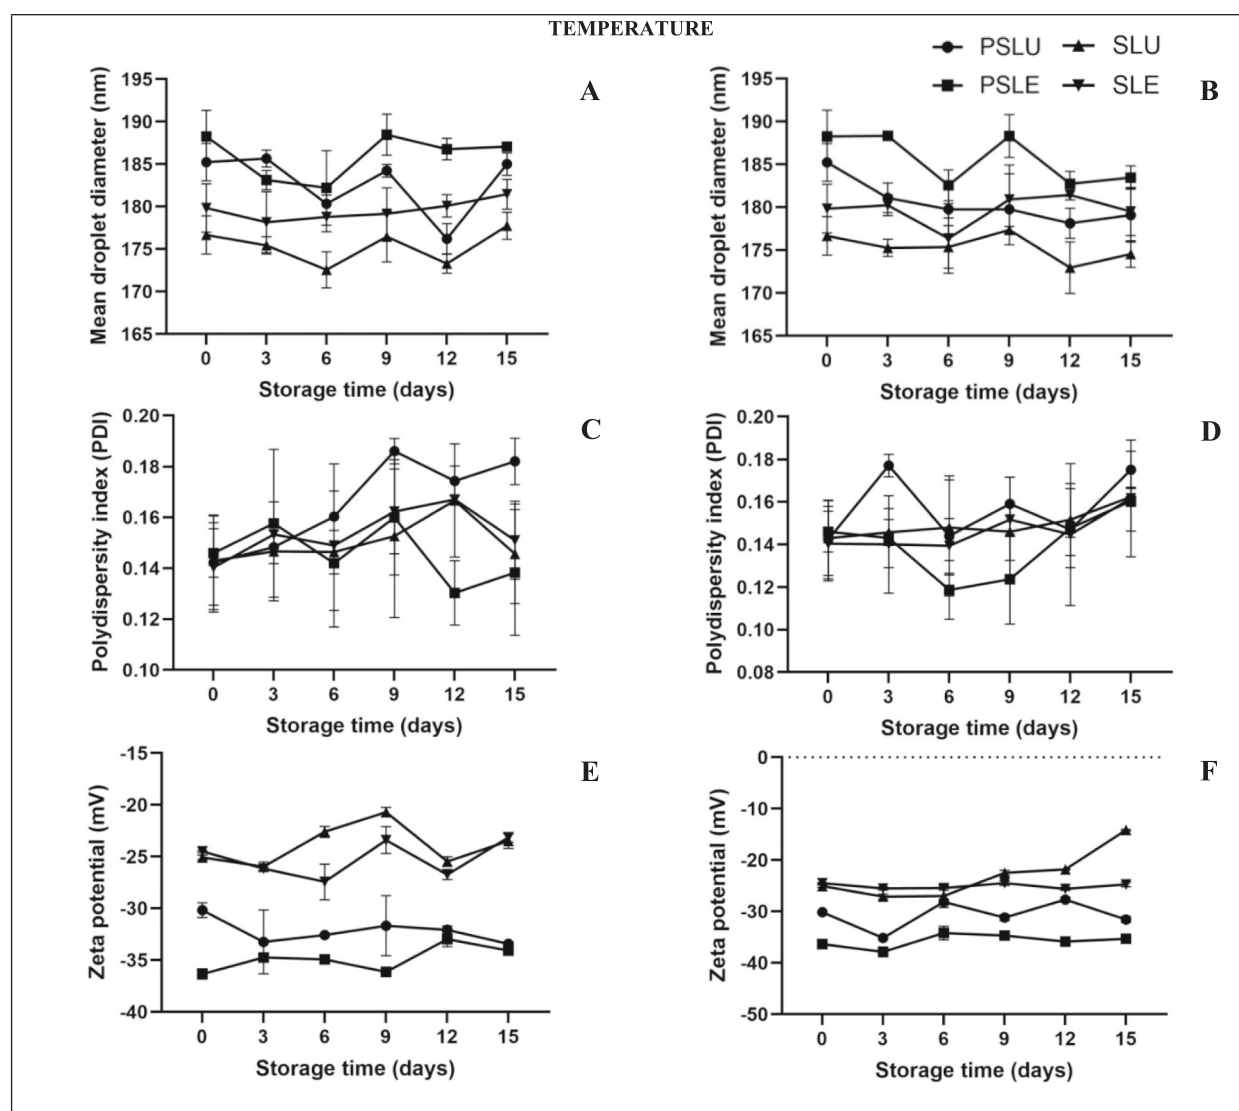 TEMPERATURE
PSLU
SLU
PSLE
SLE
A
Mean droplet diameter (nm)
195
190
185
180
175
170
165
0 3 6 9 12 15
Storage time (days)
B
Mean droplet diameter (nm)
195
190
185
180
175
170
165
0 3 6 9 12 15
Storage time (days)
C
Polydispersity index (PDI)
0.20
0.18
0.16
0.14
0.12
0.10
0 3 6 9 12 15
Storage time (days)
D
Polydispersity index (PDI)
0.20
0.18
0.16
0.14
0.12
0.10
0.08
0 3 6 9 12 15
Storage time (days)
E
Zeta potential (mV)
-15
-20
-25
-30
-35
-40
0 3 6 9 12 15
Storage time (days)
F
Zeta potential (mV)
0
-10
-20
-30
-40
-50
0 3 6 9 12 15
Storage time (days)